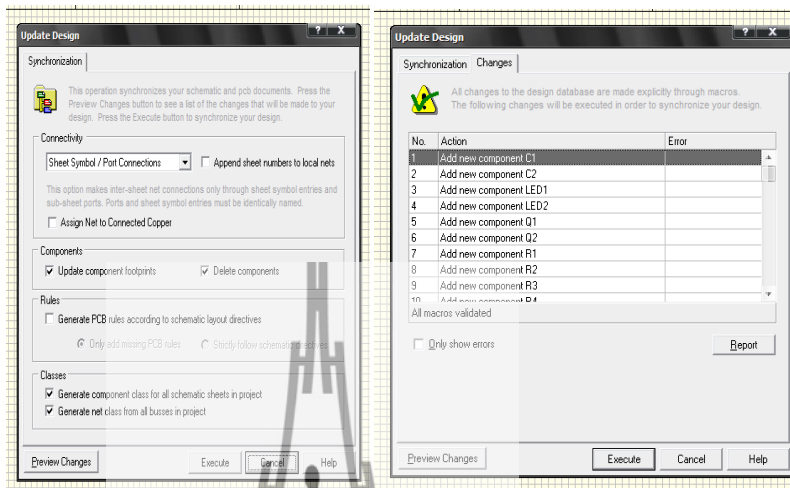 Update Design
Synchronization
This operation synchronizes your schematic and pcb documents. Press the
Preview Changes button to see a list of the changes that will be made to your
design. Press the Execute button to synchronize your design.
Connectivity
Sheet Symbol / Port Connections
Append sheet numbers to local nets
This option makes inter-sheet net connections only through sheet symbol entries and
sub-sheet ports. Ports and sheet symbol entries must be identically named.
Assign Net to Connected Copper
Components
Update component footprints
Delete components
Rules
Generate PCB rules according to schematic layout directives
Only add missing PCB rules
Strictly follow schematic directives
Classes
Generate component class for all schematic sheets in project
Generate net class from all busses in project
Preview Changes
Execute
Cancel
Help
Update Design
Synchronization
Changes
All changes to the design database are made explicitly through macros.
The following changes will be executed in order to synchronize your design.
No. Action Error
1 Add new component C1
2 Add new component C2
3 Add new component LED1
4 Add new component LED2
5 Add new component Q1
6 Add new component Q2
7 Add new component R1
8 Add new component R2
9 Add new component R3
10 Add new component R4
All macros validated
Only show errors
Report
Preview Changes
Execute
Cancel
Help